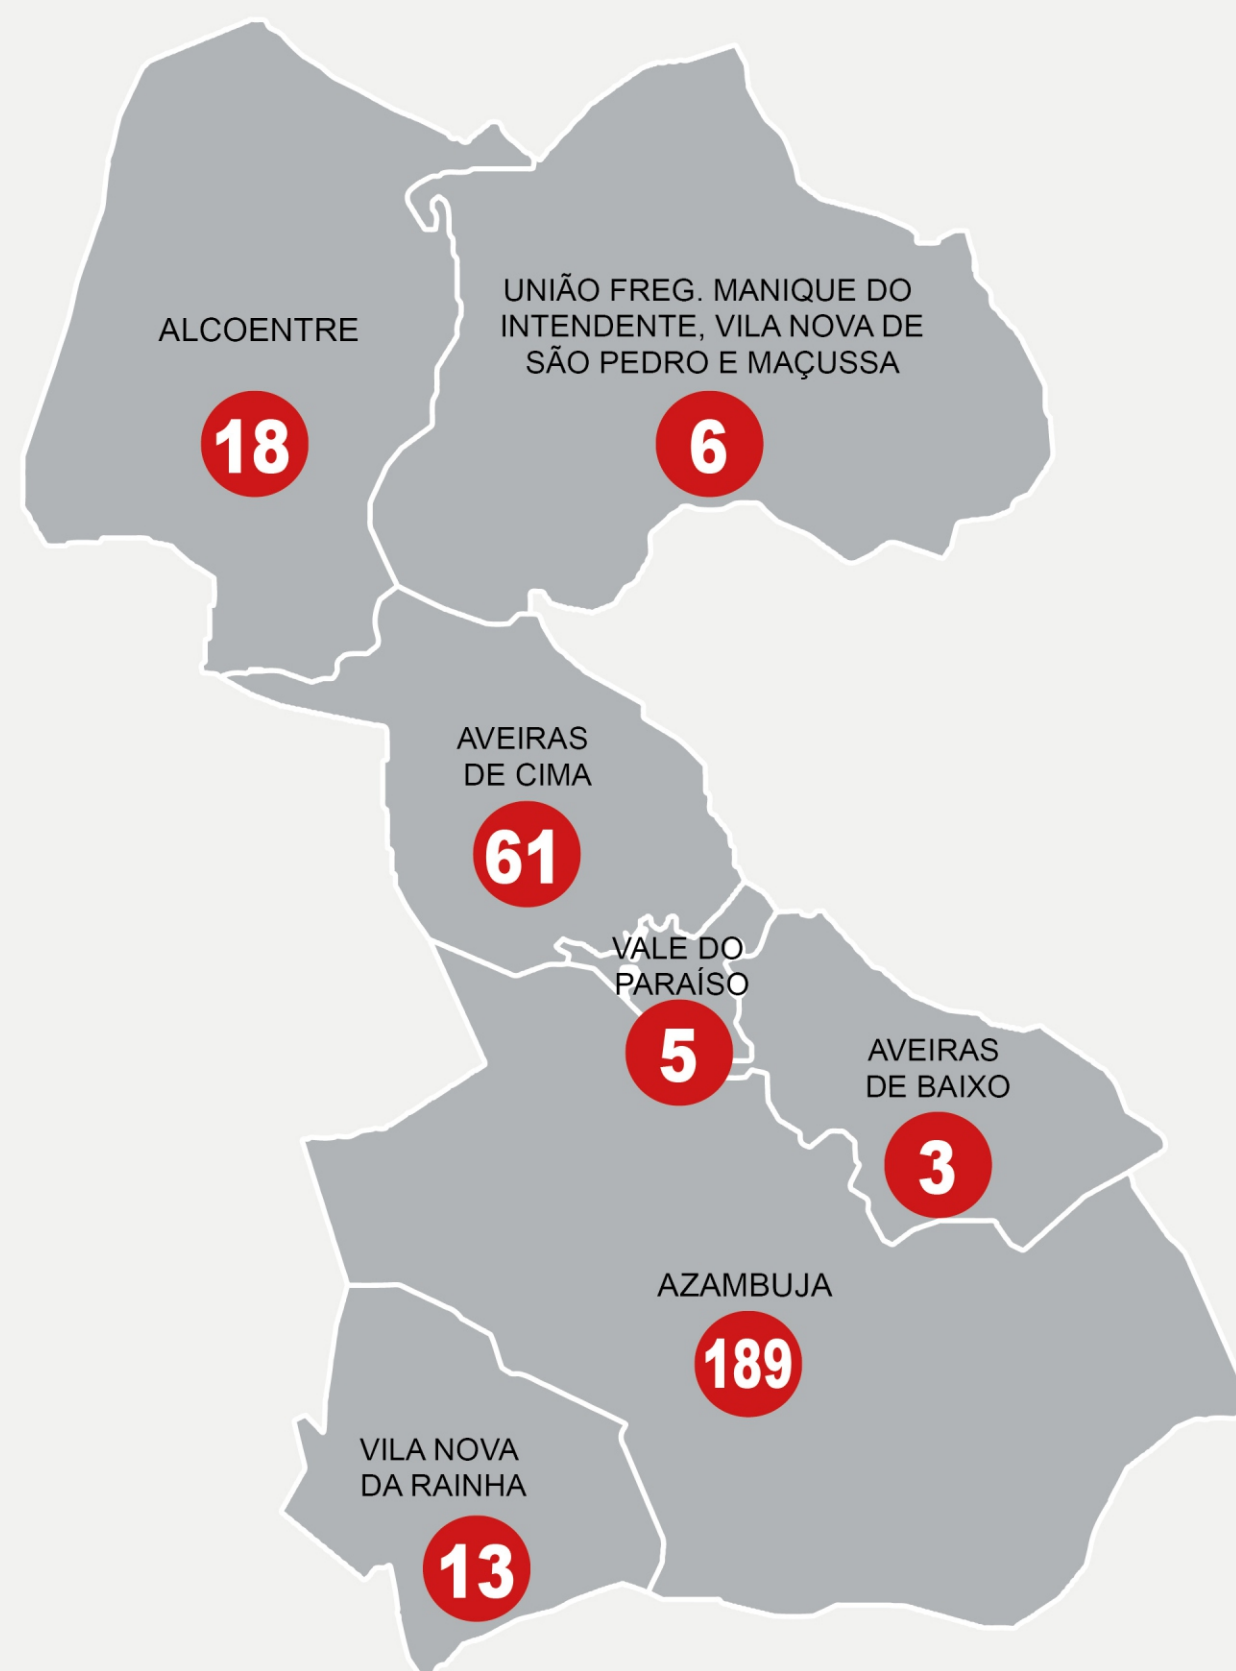 ALCOENTRE
18
UNIÃO FREG. MANIQUE DO
INTENDENTE, VILA NOVA DE
SÃO PEDRO E MAÇUSSA
6
AVEIRAS
DE CIMA
61
VALE DO
PARAÍSO
5
AVEIRAS
DE BAIXO
3
AZAMBUJA
189
VILA NOVA
DA RAINHA
13